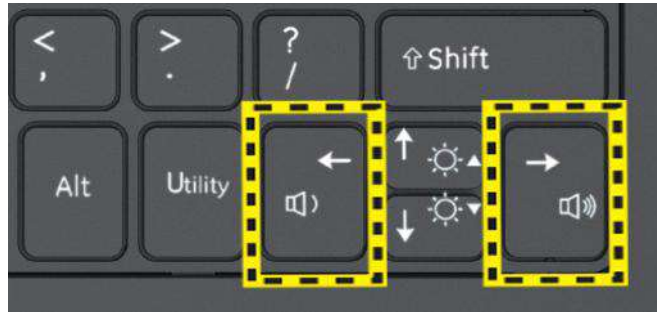 < > ? ⇧ Shift
, . /
Alt Utility